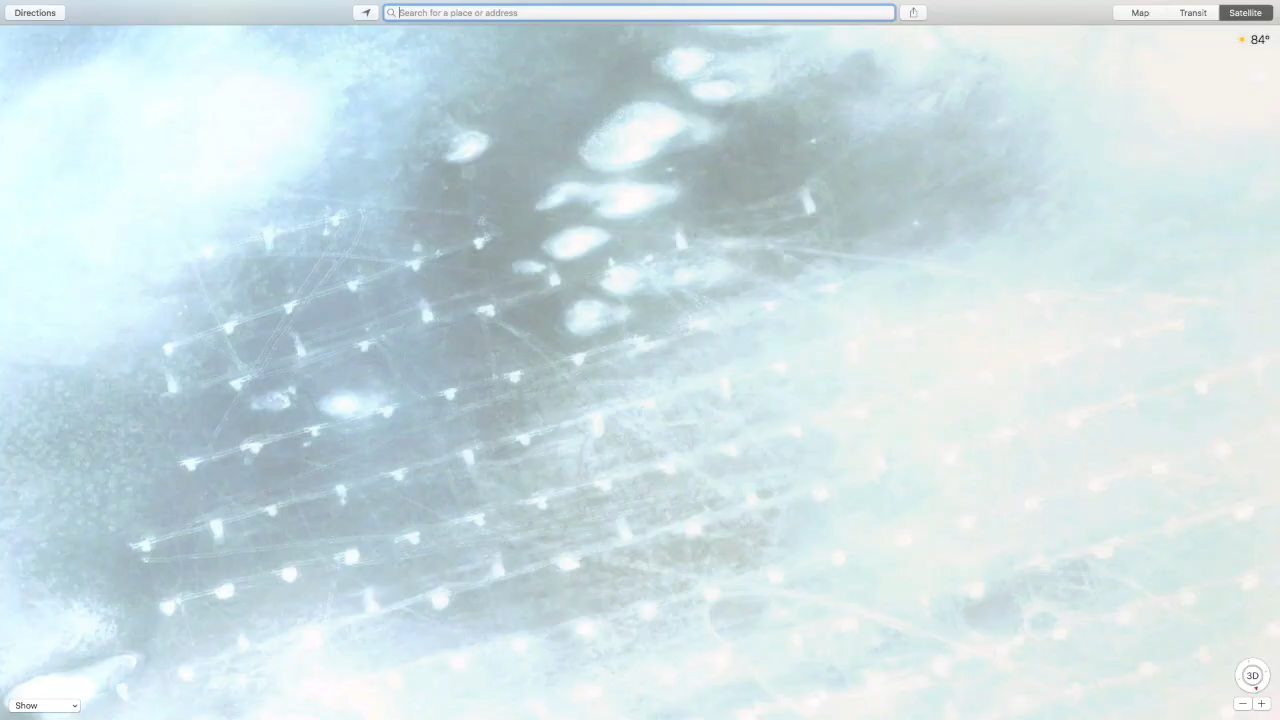 Directions
Search for a place or address
Map
Transit
Satellite
84°
Show
3D